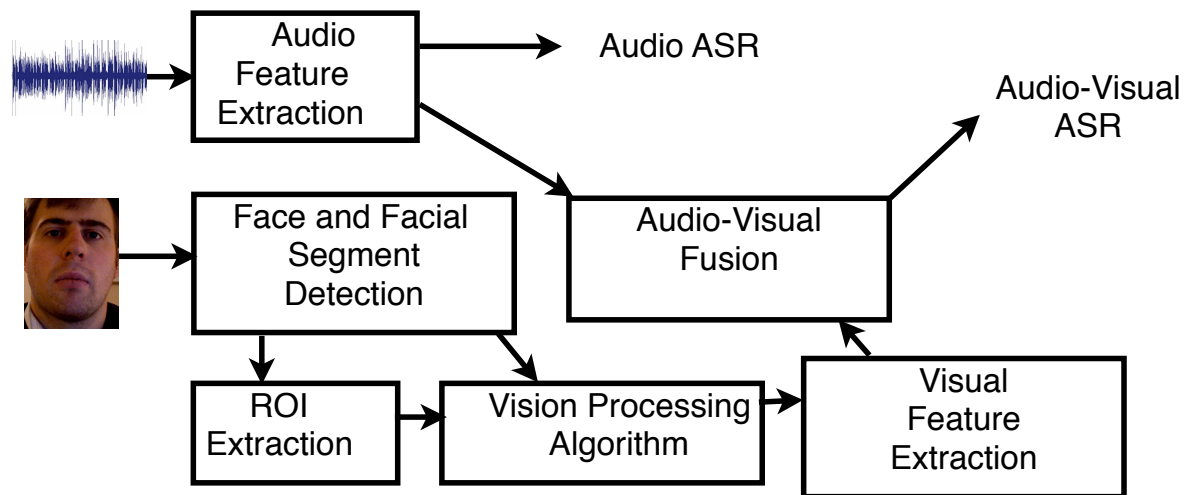 Audio
Feature
Extraction
Audio ASR
Audio-Visual
ASR
Face and Facial
Segment
Detection
Audio-Visual
Fusion
ROI
Extraction
Vision Processing
Algorithm
Visual
Feature
Extraction